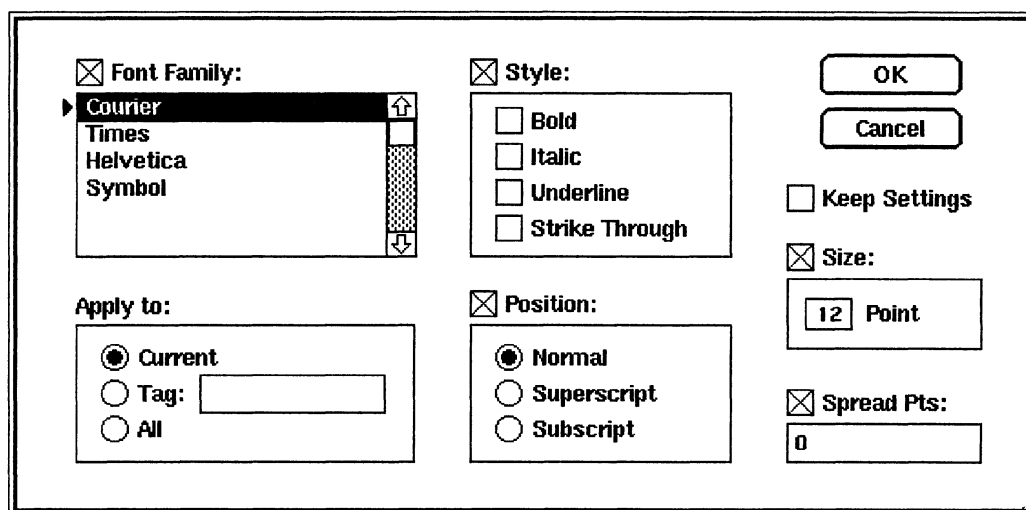 Font Family:
Courier
Times
Helvetica
Symbol
Style:
Bold
Italic
Underline
Strike Through
OK
Cancel
Keep Settings
Size:
12 Point
Apply to:
Current
Tag:
All
Position:
Normal
Superscript
Subscript
Spread Pts:
0